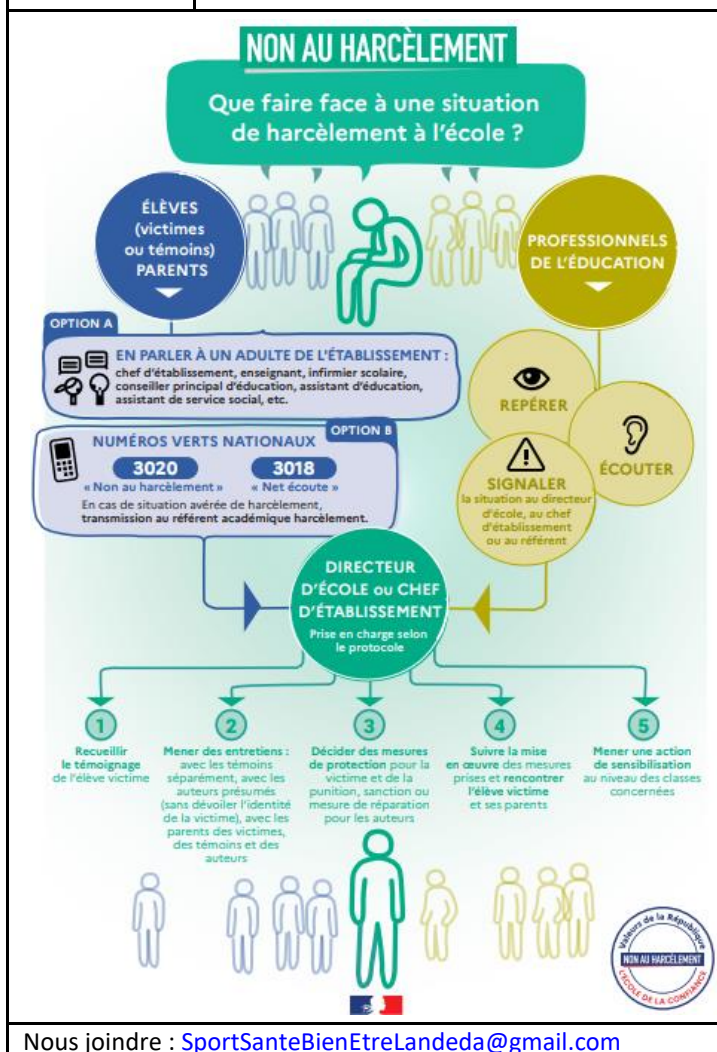 NON AU HARCÈLEMENT
Que faire face à une situation
de harcèlement à l'école ?
ÉLÈVES
(victimes
ou témoins)
PARENTS
PROFESSIONNELS
DE L'ÉDUCATION
OPTION A
EN PARLER À UN ADULTE DE L'ÉTABLISSEMENT :
chef d'établissement, enseignant, infirmier scolaire,
conseiller principal d'éducation, assistant d'éducation,
assistant de service social, etc.
OPTION B
NUMÉROS VERTS NATIONAUX
3020
3018
« Non au harcèlement »
« Net écoute »
En cas de situation avérée de harcèlement,
transmission au référent académique harcèlement.
REPÉRER
ÉCOUTER
SIGNALER
la situation au directeur
d'école, au chef
d'établissement
ou au référent
DIRECTEUR
D'ÉCOLE ou CHEF
D'ÉTABLISSEMENT
Prise en charge selon
le protocole
1
Recueillir
le témoignage
de l'élève victime
2
Mener des entretiens :
avec les témoins
séparément, avec les
auteurs présumés
(sans dévoiler l'identité
de la victime), avec les
parents des victimes,
des témoins et des
auteurs
3
Décider des mesures
de protection pour la
victime et de la
punition, sanction ou
mesure de réparation
pour les auteurs
4
Suivre la mise
en œuvre des mesures
prises et rencontrer
l'élève victime
et ses parents
5
Mener une action
de sensibilisation
au niveau des classes
concernées
Valeurs de la République
NON AU HARCÈLEMENT
L'ÉCOLE DE LA CONFIANCE
Nous joindre : SportSanteBienEtreLandeda@gmail.com